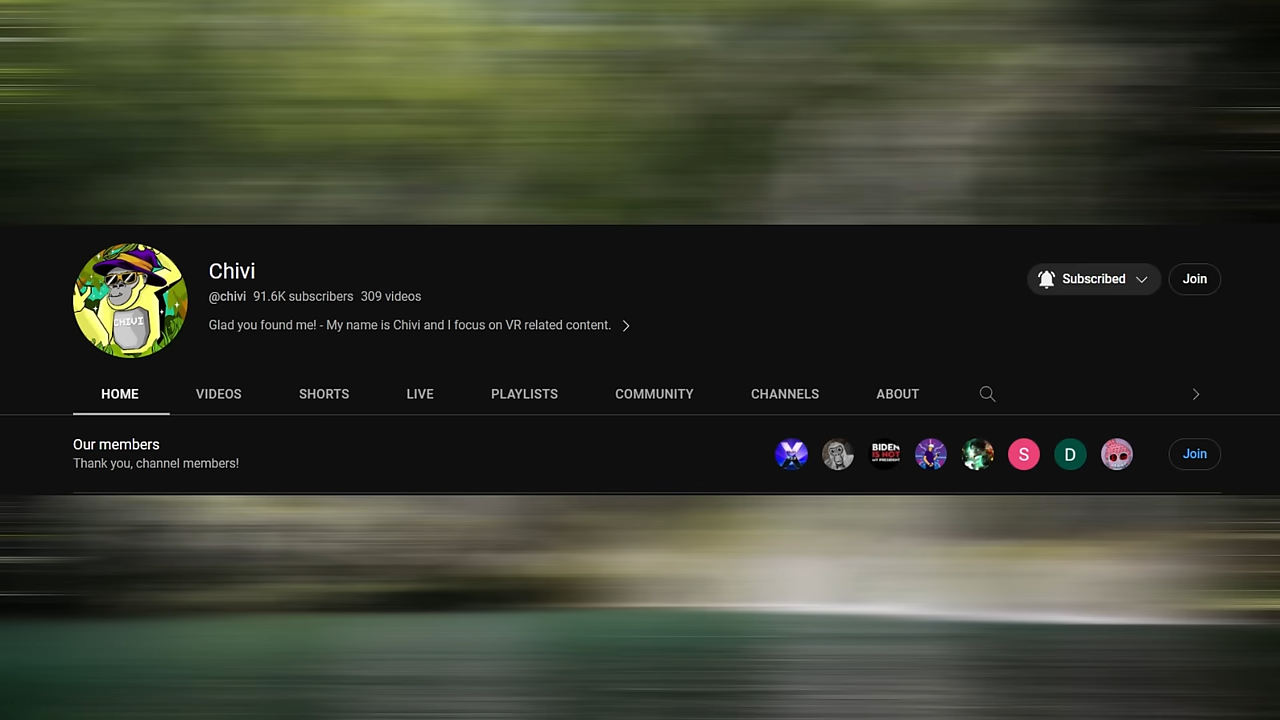 Chivi
@chivi 91.6K subscribers 309 videos
Glad you found me! - My name is Chivi and I focus on VR related content.
Subscribed
Join
CHIVI
HOME VIDEOS SHORTS LIVE PLAYLISTS COMMUNITY CHANNELS ABOUT
Our members
Thank you, channel members!
BIDEN
IS NOT
MY PRESIDENT
S
D
Join